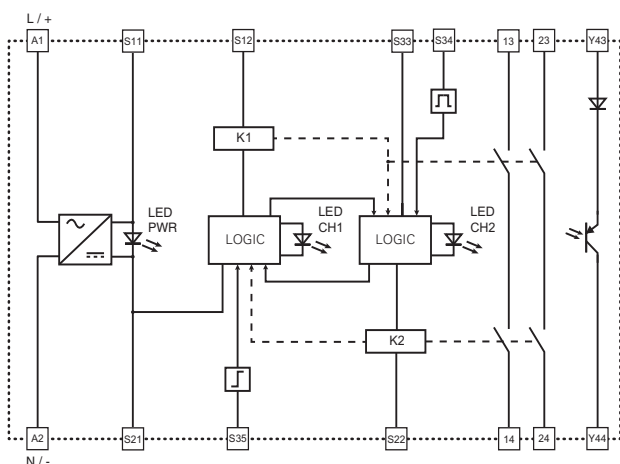 L / +
A1 S11 S12 S33 S34 13 23 Y43
K1
LED
PWR
LOGIC
LED
CH1
LOGIC
LED
CH2
K2
A2 S21 S35 S22 14 24 Y44
N / -